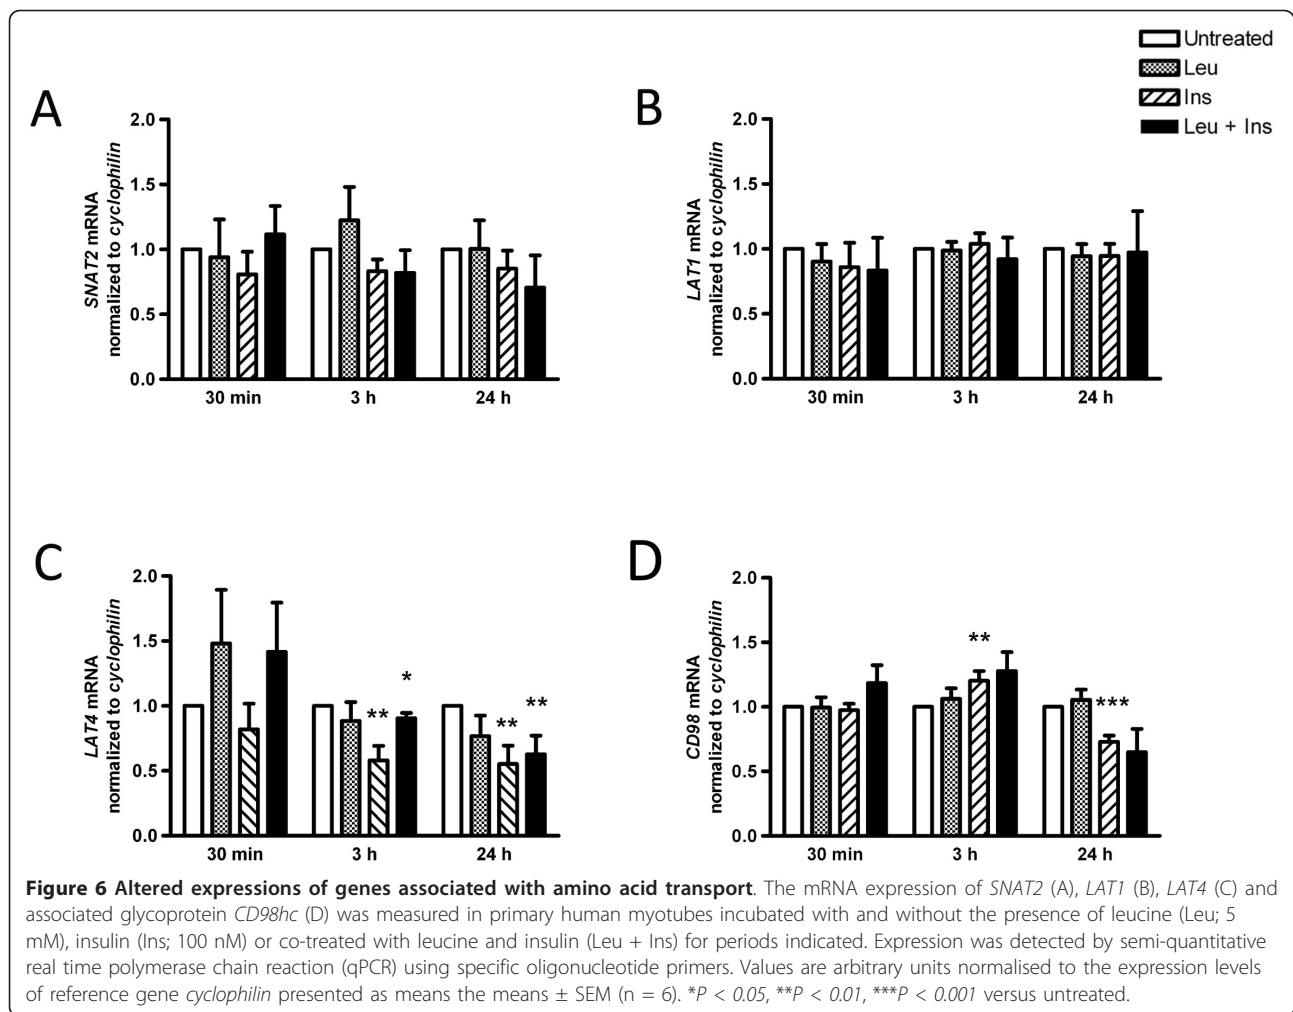 Untreated
Leu
Ins
Leu + Ins
A
SNAT2 mRNA
normalized to cyclophilin
2.0
1.5
1.0
0.5
0.0
30 min
3 h
24 h
B
LAT1 mRNA
normalized to cyclophilin
2.0
1.5
1.0
0.5
0.0
30 min
3 h
24 h
C
LAT4 mRNA
normalized to cyclophilin
2.0
1.5
1.0
0.5
0.0
**
*
**
**
30 min
3 h
24 h
D
CD98 mRNA
normalized to cyclophilin
2.0
1.5
1.0
0.5
0.0
**
***
30 min
3 h
24 h
Figure 6 Altered expressions of genes associated with amino acid transport. The mRNA expression of SNAT2 (A), LAT1 (B), LAT4 (C) and
associated glycoprotein CD98hc (D) was measured in primary human myotubes incubated with and without the presence of leucine (Leu; 5
mM), insulin (Ins; 100 nM) or co-treated with leucine and insulin (Leu + Ins) for periods indicated. Expression was detected by semi-quantitative
real time polymerase chain reaction (qPCR) using specific oligonucleotide primers. Values are arbitrary units normalised to the expression levels
of reference gene cyclophilin presented as means the means ± SEM (n = 6). *P < 0.05, **P < 0.01, ***P < 0.001 versus untreated.